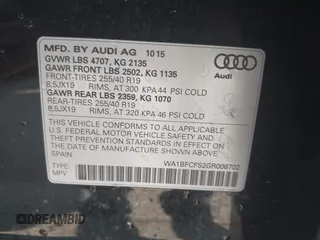 MFD. BY AUDI AG 10 15
GVWR LBS 4707, KG 2135
GAWR FRONT LBS 2502, KG 1135
FRONT-TIRES 255/40 R19
8,5JX19 RIMS, AT 300 KPA 44 PSI COLD
GAWR REAR LBS 2359, KG 1070
REAR-TIRES 255/40 R19
8,5JX19 RIMS, AT 320 KPA 46 PSI COLD
THIS VEHICLE CONFORMS TO ALL APPLICABLE
U.S. FEDERAL MOTOR VEHICLE SAFETY AND
THEFT PREVENTION STANDARDS IN EFFECT ON
THE DATE OF MANUFACTURE SHOWN ABOVE.
SPAIN
TYPE WA1BFCFS2GR008702
MPV
Audi
DREAMBID